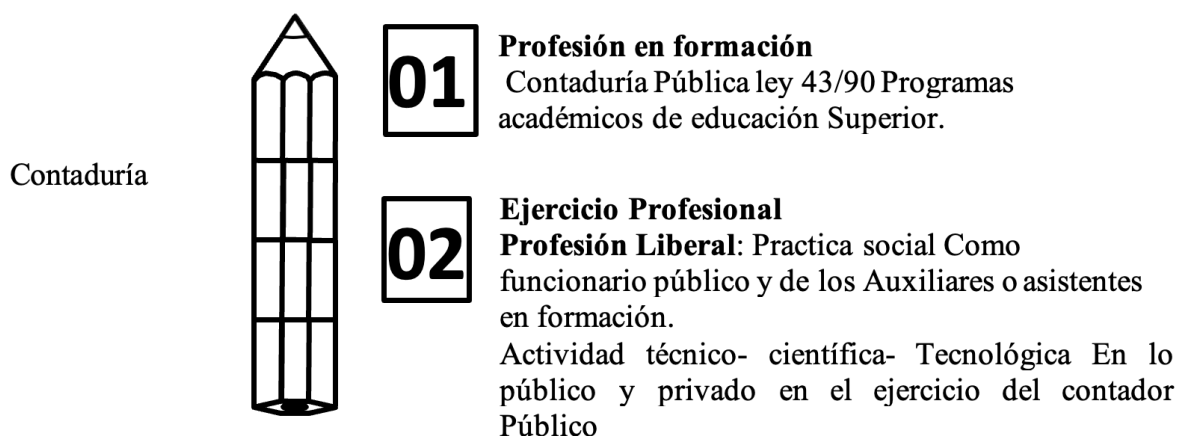 Contaduría
01
Profesión en formación
Contaduría Pública ley 43/90 Programas
académicos de educación Superior.
02
Ejercicio Profesional
Profesión Liberal: Practica social Como
funcionario público y de los Auxiliares o asistentes
en formación.
Actividad técnico- científica- Tecnológica En lo
público y privado en el ejercicio del contador
Público